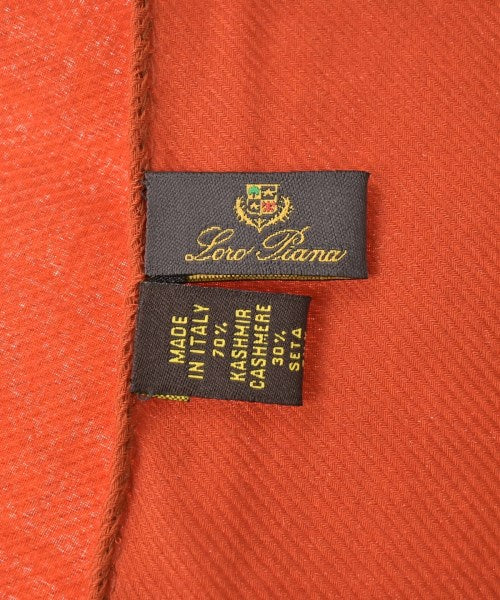 Loro Piana
MADE
IN ITALY
70%
KASHMIR
CASHMERE
30%
SETA